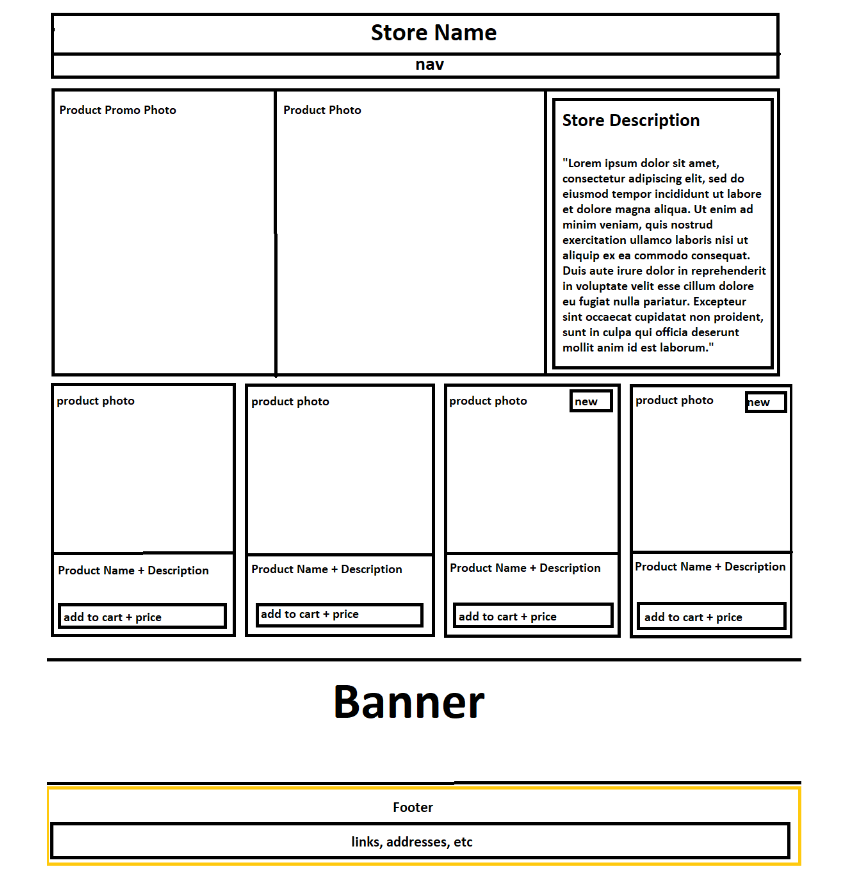 Store Name
nav
Product Promo Photo
Product Photo
Store Description
"Lorem ipsum dolor sit amet,
consectetur adipiscing elit, sed do
eiusmod tempor incididunt ut labore
et dolore magna aliqua. Ut enim ad
minim veniam, quis nostrud
exercitation ullamco laboris nisi ut
aliquip ex ea commodo consequat.
Duis aute irure dolor in reprehenderit
in voluptate velit esse cillum dolore
eu fugiat nulla pariatur. Excepteur
sint occaecat cupidatat non proident,
sunt in culpa qui officia deserunt
mollit anim id est laborum."
product photo
Product Name + Description
add to cart + price
product photo
Product Name + Description
add to cart + price
product photo
new
Product Name + Description
add to cart + price
product photo
new
Product Name + Description
add to cart + price
Banner
Footer
links, addresses, etc